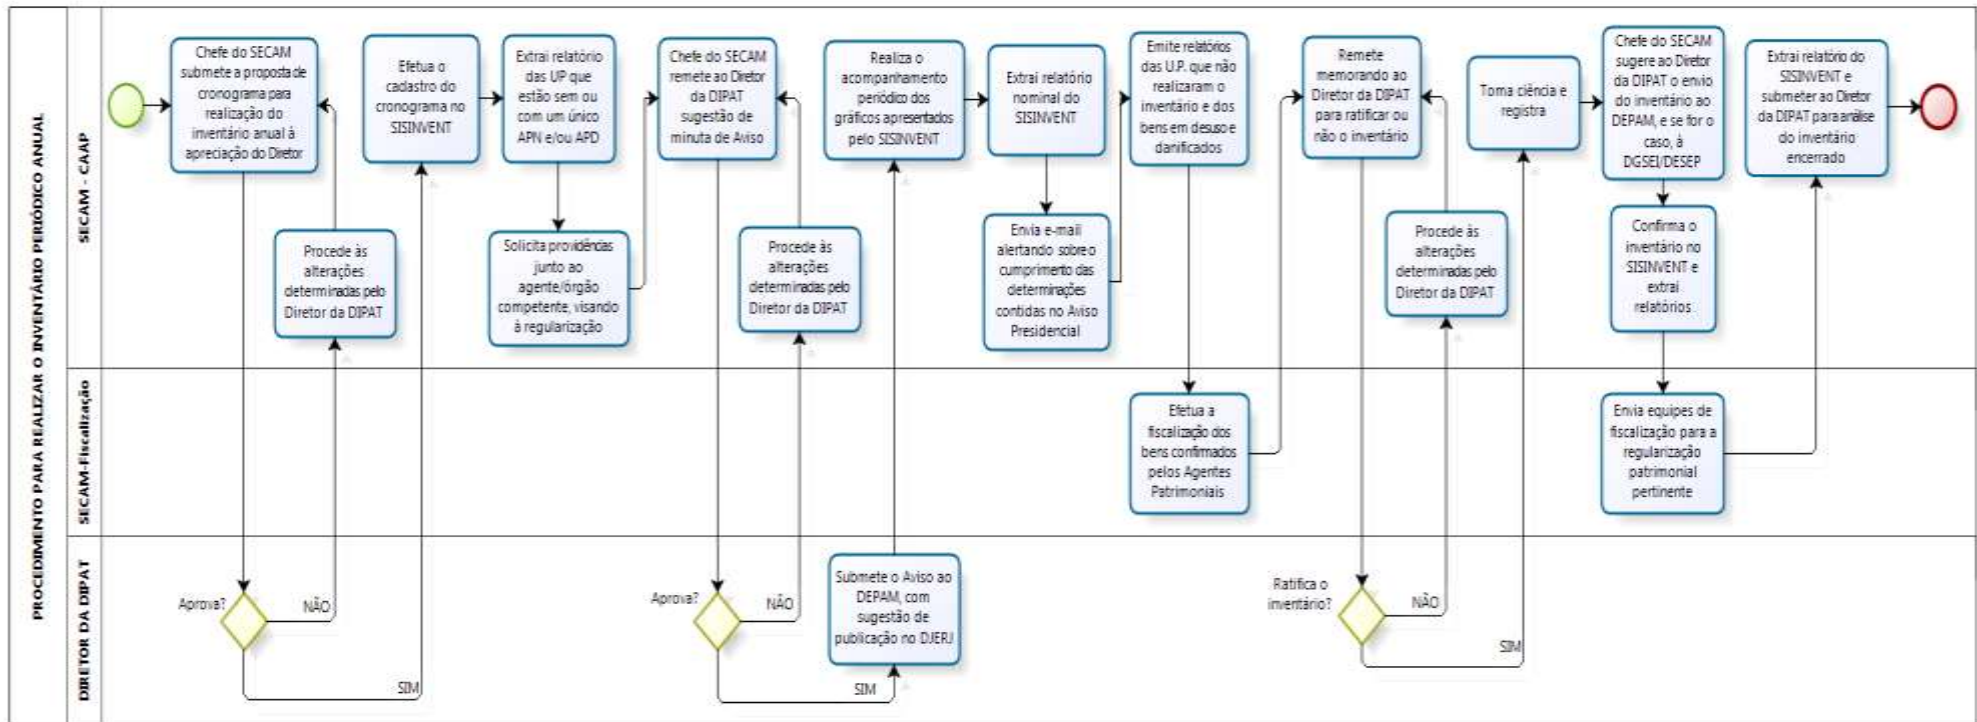 PROCEDIMENTO PARA REALIZAR O INVENTÁRIO PERIÓDICO ANUAL
SECAM - CAAP
Chefe do SECAM
submete a proposta de
cronograma para
realização do
inventário anual à
apreciação do Diretor
Procede às
alterações
determinadas pelo
Diretor da DIPAT
Efetua o
cadastro do
cronograma no
SISINVENT
Extrai relatório
das UP que
estão sem ou
com um único
APN e/ou APD
Solicita providências
junto ao
agente/órgão
competente, visando
à regularização
Chefe do SECAM
remete ao Diretor
da DIPAT
sugestão de
minuta de Aviso
Procede às
alterações
determinadas pelo
Diretor da DIPAT
Realiza o
acompanhamento
periódico dos
gráficos apresentados
pelo SISINVENT
Extrai relatório
nominal do
SISINVENT
Envia e-mail
alertando sobre o
cumprimento das
determinações
contidas no Aviso
Presidencial
Emite relatórios
das U.P. que não
realizaram o
inventário e dos
bens em desuso e
danificados
Remete
memorando ao
Diretor da DIPAT
para ratificar ou
não o inventário
Procede às
alterações
determinadas pelo
Diretor da DIPAT
Toma ciência e
registra
Chefe do SECAM
sugere ao Diretor
da DIPAT o envio
do inventário ao
DEPAM, e se for o
caso, à
DGSEI/DESEP
Confirma o
inventário no
SISINVENT e
extrai
relatórios
Extrai relatório do
SISINVENT e
submeter ao Diretor
da DIPAT para análise
do inventário
encerrado
SECAM-Fiscalização
Efetua a
fiscalização dos
bens confirmados
pelos Agentes
Patrimoniais
Envia equipes de
fiscalização para a
regularização
patrimonial
pertinente
DIRETOR DA DIPAT
Aprova?
NÃO
SIM
Aprova?
NÃO
SIM
Submete o Aviso ao
DEPAM, com
sugestão de
publicação no DJERJ
Ratifica o
inventário?
NÃO
SIM